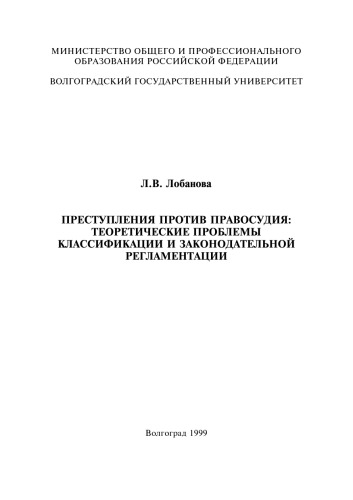 МИНИСТЕРСТВО ОБЩЕГО И ПРОФЕССИОНАЛЬНОГО
ОБРАЗОВАНИЯ РОССИЙСКОЙ ФЕДЕРАЦИИ
ВОЛГОГРАДСКИЙ ГОСУДАРСТВЕННЫЙ УНИВЕРСИТЕТ
Л.В. Лобанова
ПРЕСТУПЛЕНИЯ ПРОТИВ ПРАВОСУДИЯ:
ТЕОРЕТИЧЕСКИЕ ПРОБЛЕМЫ
КЛАССИФИКАЦИИ И ЗАКОНОДАТЕЛЬНОЙ
РЕГЛАМЕНТАЦИИ
Волгоград 1999